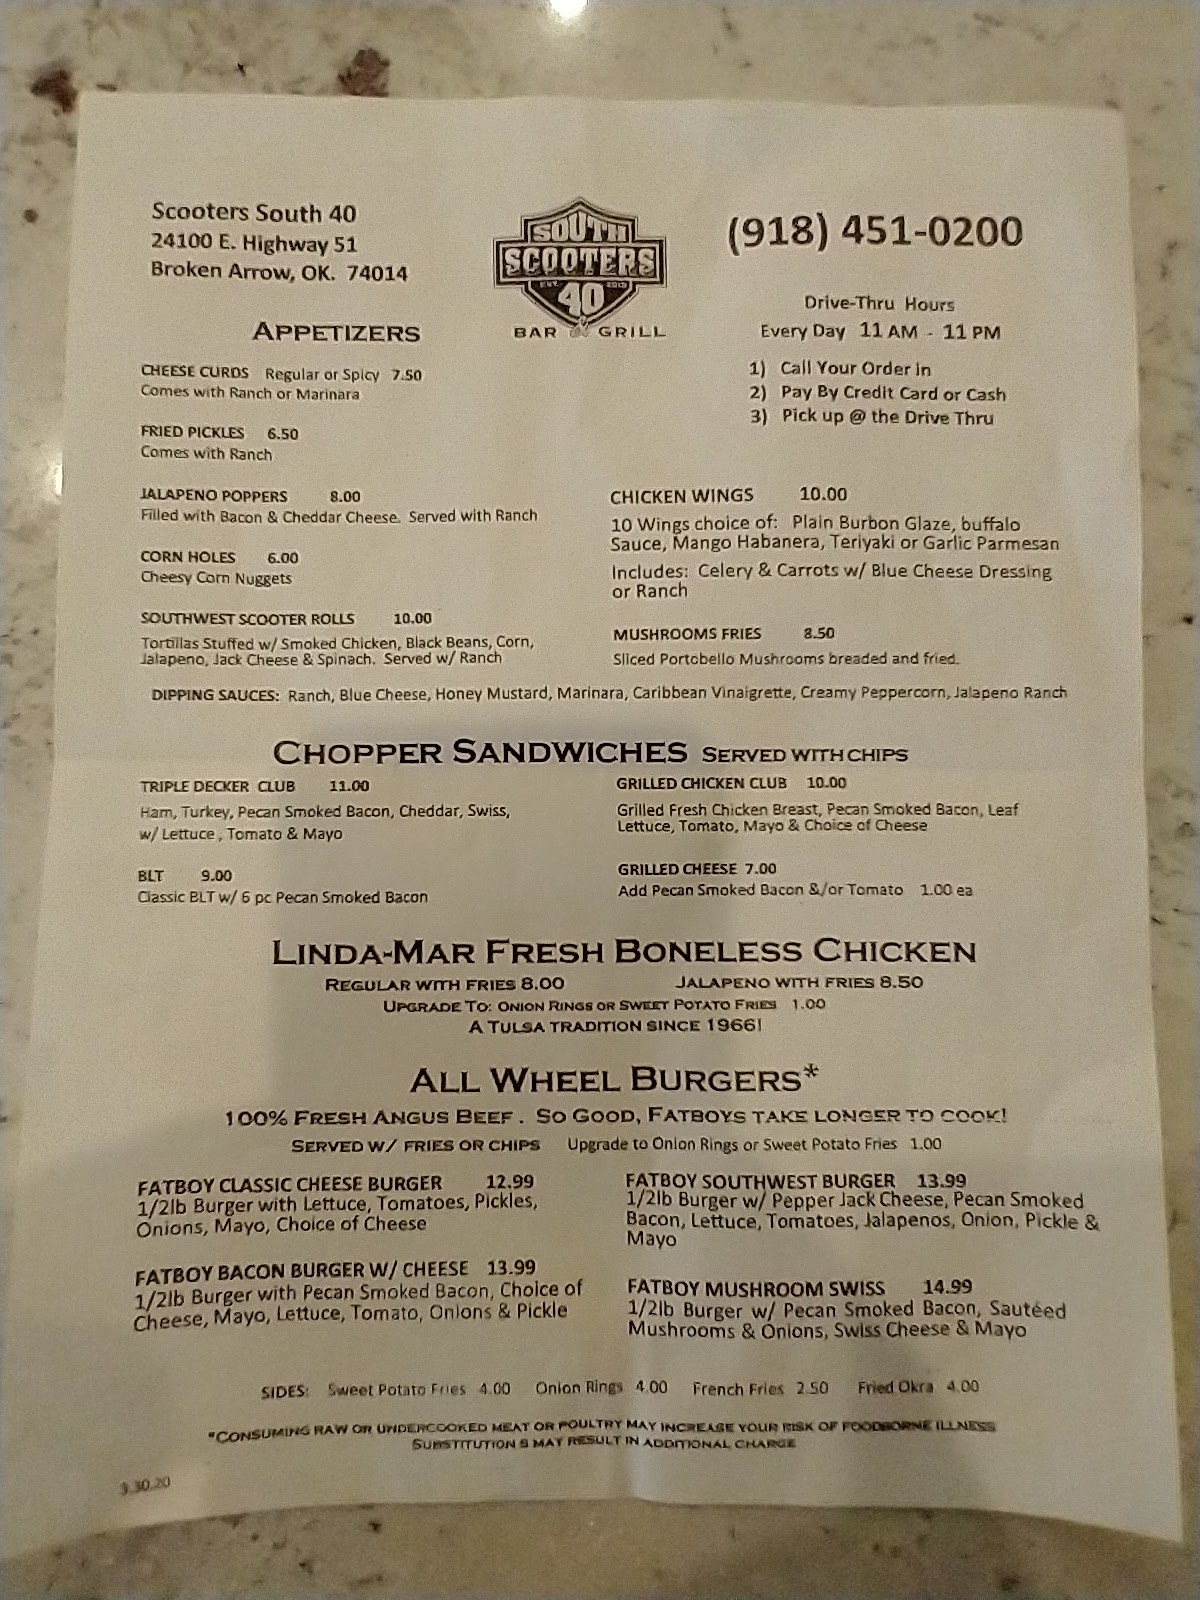 Scooters South 40
24100 E. Highway 51
Broken Arrow, OK. 74014
SOUTH
SCOOTERS
EST. 2013
40
BAR & GRILL
(918) 451-0200
Drive-Thru Hours
Every Day 11 AM - 11 PM
1) Call Your Order in
2) Pay By Credit Card or Cash
3) Pick up @ the Drive Thru
APPETIZERS
CHEESE CURDS Regular or Spicy 7.50
Comes with Ranch or Marinara
FRIED PICKLES 6.50
Comes with Ranch
JALAPENO POPPERS 8.00
Filled with Bacon & Cheddar Cheese. Served with Ranch
CORN HOLES 6.00
Cheesy Corn Nuggets
SOUTHWEST SCOOTER ROLLS 10.00
Tortillas Stuffed w/ Smoked Chicken, Black Beans, Corn,
Jalapeno, Jack Cheese & Spinach. Served w/ Ranch
CHICKEN WINGS 10.00
10 Wings choice of: Plain Burbon Glaze, buffalo
Sauce, Mango Habanera, Teriyaki or Garlic Parmesan
Includes: Celery & Carrots w/ Blue Cheese Dressing
or Ranch
MUSHROOMS FRIES 8.50
Sliced Portobello Mushrooms breaded and fried.
DIPPING SAUCES: Ranch, Blue Cheese, Honey Mustard, Marinara, Caribbean Vinaigrette, Creamy Peppercorn, Jalapeno Ranch
CHOPPER SANDWICHES SERVED WITH CHIPS
TRIPLE DECKER CLUB 11.00
Ham, Turkey, Pecan Smoked Bacon, Cheddar, Swiss,
w/ Lettuce , Tomato & Mayo
BLT 9.00
Classic BLT w/ 6 pc Pecan Smoked Bacon
GRILLED CHICKEN CLUB 10.00
Grilled Fresh Chicken Breast, Pecan Smoked Bacon, Leaf
Lettuce, Tomato, Mayo & Choice of Cheese
GRILLED CHEESE 7.00
Add Pecan Smoked Bacon &/or Tomato 1.00 ea
LINDA-MAR FRESH BONELESS CHICKEN
REGULAR WITH FRIES 8.00 JALAPENO WITH FRIES 8.50
UPGRADE TO: ONION RINGS OR SWEET POTATO FRIES 1.00
A TULSA TRADITION SINCE 1966!
ALL WHEEL BURGERS*
100% FRESH ANGUS BEEF . SO GOOD, FATBOYS TAKE LONGER TO COOK!
SERVED W/ FRIES OR CHIPS Upgrade to Onion Rings or Sweet Potato Fries 1.00
FATBOY CLASSIC CHEESE BURGER 12.99
1/2lb Burger with Lettuce, Tomatoes, Pickles,
Onions, Mayo, Choice of Cheese
FATBOY BACON BURGER W/ CHEESE 13.99
1/2lb Burger with Pecan Smoked Bacon, Choice of
Cheese, Mayo, Lettuce, Tomato, Onions & Pickle
FATBOY SOUTHWEST BURGER 13.99
1/2lb Burger w/ Pepper Jack Cheese, Pecan Smoked
Bacon, Lettuce, Tomatoes, Jalapenos, Onion, Pickle &
Mayo
FATBOY MUSHROOM SWISS 14.99
1/2lb Burger w/ Pecan Smoked Bacon, Sautéed
Mushrooms & Onions, Swiss Cheese & Mayo
SIDES: Sweet Potato Fries 4.00 Onion Rings 4.00 French Fries 2.50 Fried Okra 4.00
*CONSUMING RAW OR UNDERCOOKED MEAT OR POULTRY MAY INCREASE YOUR RISK OF FOODBORNE ILLNESS
SUBSTITUTION S MAY RESULT IN ADDITIONAL CHARGE
3.30.20